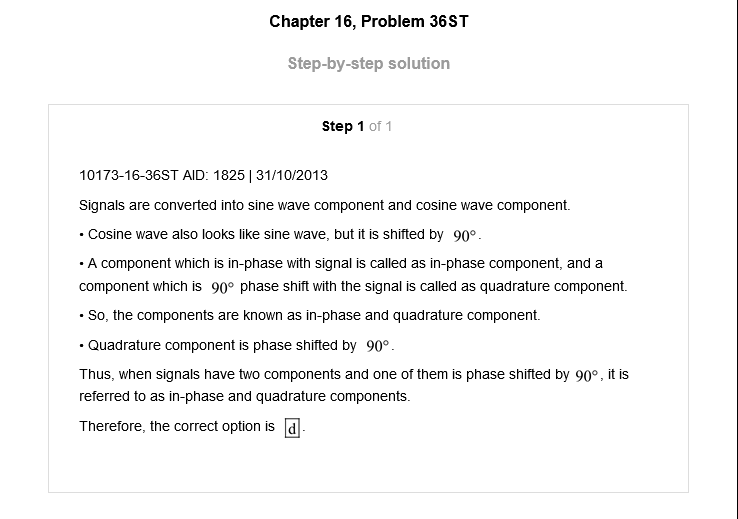 Chapter 16, Problem 36ST
Step-by-step solution
Step 1 of 1
10173-16-36ST AID: 1825 | 31/10/2013
Signals are converted into sine wave component and cosine wave component.
• Cosine wave also looks like sine wave, but it is shifted by 90°.
• A component which is in-phase with signal is called as in-phase component, and a
component which is 90° phase shift with the signal is called as quadrature component.
• So, the components are known as in-phase and quadrature component.
• Quadrature component is phase shifted by 90°.
Thus, when signals have two components and one of them is phase shifted by 90°, it is
referred to as in-phase and quadrature components.
Therefore, the correct option is d.